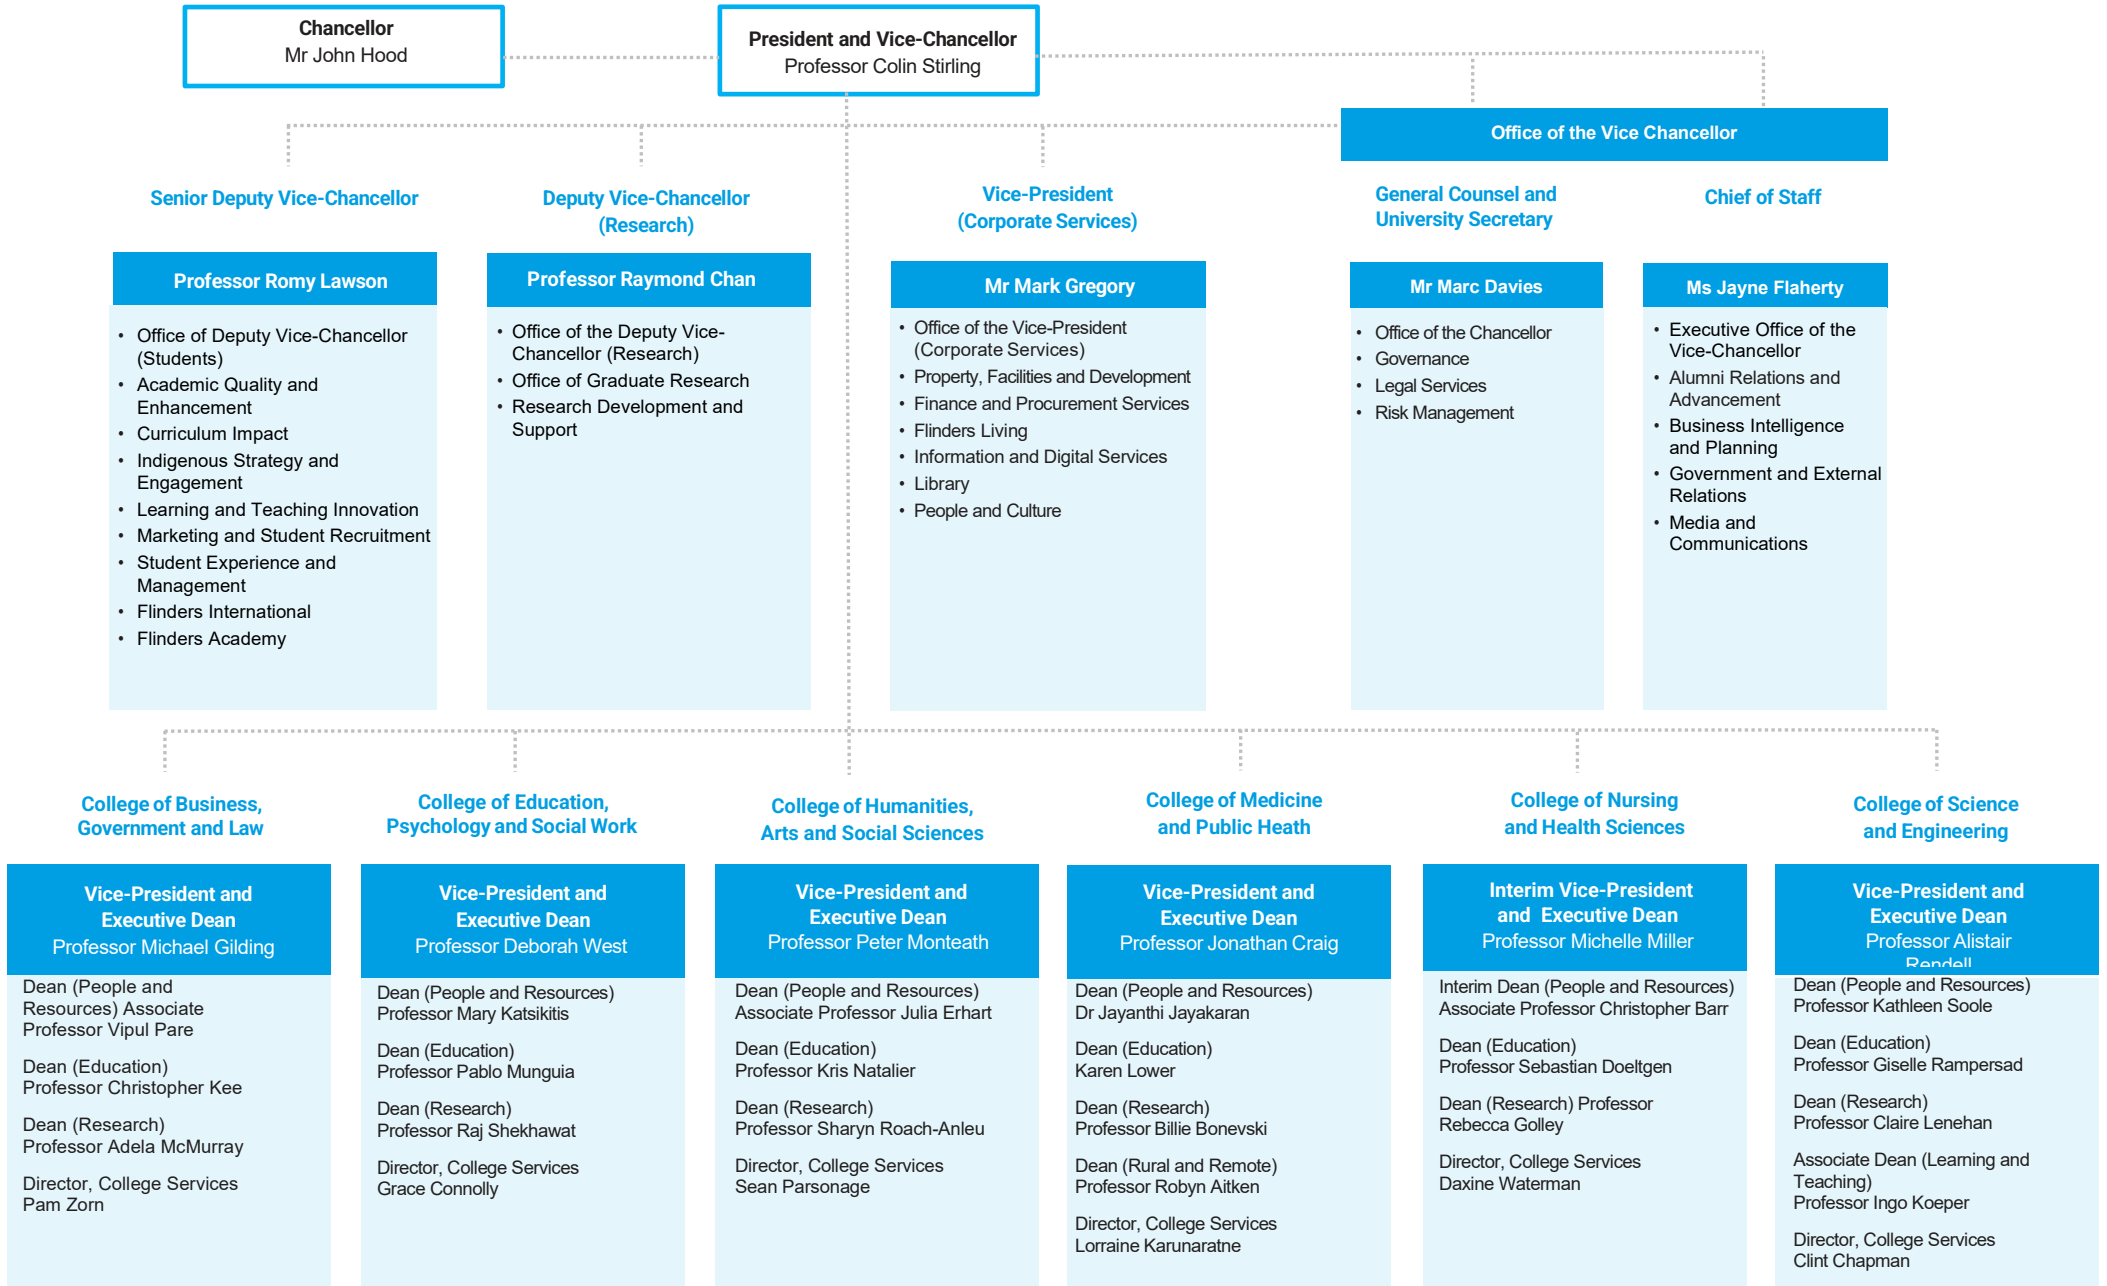 Chancellor
Mr John Hood
President and Vice-Chancellor
Professor Colin Stirling
Office of the Vice Chancellor
Senior Deputy Vice-Chancellor
Professor Romy Lawson
• Office of Deputy Vice-Chancellor
(Students)
• Academic Quality and
Enhancement
• Curriculum Impact
• Indigenous Strategy and
Engagement
• Learning and Teaching Innovation
• Marketing and Student Recruitment
• Student Experience and
Management
• Flinders International
• Flinders Academy
Deputy Vice-Chancellor
(Research)
Professor Raymond Chan
• Office of the Deputy Vice-
Chancellor (Research)
• Office of Graduate Research
• Research Development and
Support
Vice-President
(Corporate Services)
Mr Mark Gregory
• Office of the Vice-President
(Corporate Services)
• Property, Facilities and Development
• Finance and Procurement Services
• Flinders Living
• Information and Digital Services
• Library
• People and Culture
General Counsel and
University Secretary
Mr Marc Davies
• Office of the Chancellor
• Governance
• Legal Services
• Risk Management
Chief of Staff
Ms Jayne Flaherty
• Executive Office of the
Vice-Chancellor
• Alumni Relations and
Advancement
• Business Intelligence
and Planning
• Government and External
Relations
• Media and
Communications
College of Business,
Government and Law
Vice-President and
Executive Dean
Professor Michael Gilding
Dean (People and
Resources) Associate
Professor Vipul Pare
Dean (Education)
Professor Christopher Kee
Dean (Research)
Professor Adela McMurray
Director, College Services
Pam Zorn
College of Education,
Psychology and Social Work
Vice-President and
Executive Dean
Professor Deborah West
Dean (People and Resources)
Professor Mary Katsikitis
Dean (Education)
Professor Pablo Munguia
Dean (Research)
Professor Raj Shekhawat
Director, College Services
Grace Connolly
College of Humanities,
Arts and Social Sciences
Vice-President and
Executive Dean
Professor Peter Monteath
Dean (People and Resources)
Associate Professor Julia Erhart
Dean (Education)
Professor Kris Natalier
Dean (Research)
Professor Sharyn Roach-Anleu
Director, College Services
Sean Parsonage
College of Medicine
and Public Heath
Vice-President and
Executive Dean
Professor Jonathan Craig
Dean (People and Resources)
Dr Jayanthi Jayakaran
Dean (Education)
Karen Lower
Dean (Research)
Professor Billie Bonevski
Dean (Rural and Remote)
Professor Robyn Aitken
Director, College Services
Lorraine Karunaratne
College of Nursing
and Health Sciences
Interim Vice-President
and Executive Dean
Professor Michelle Miller
Interim Dean (People and Resources)
Associate Professor Christopher Barr
Dean (Education)
Professor Sebastian Doeltgen
Dean (Research) Professor
Rebecca Golley
Director, College Services
Daxine Waterman
College of Science
and Engineering
Vice-President and
Executive Dean
Professor Alistair
Rendell
Dean (People and Resources)
Professor Kathleen Soole
Dean (Education)
Professor Giselle Rampersad
Dean (Research)
Professor Claire Lenehan
Associate Dean (Learning and
Teaching)
Professor Ingo Koeper
Director, College Services
Clint Chapman